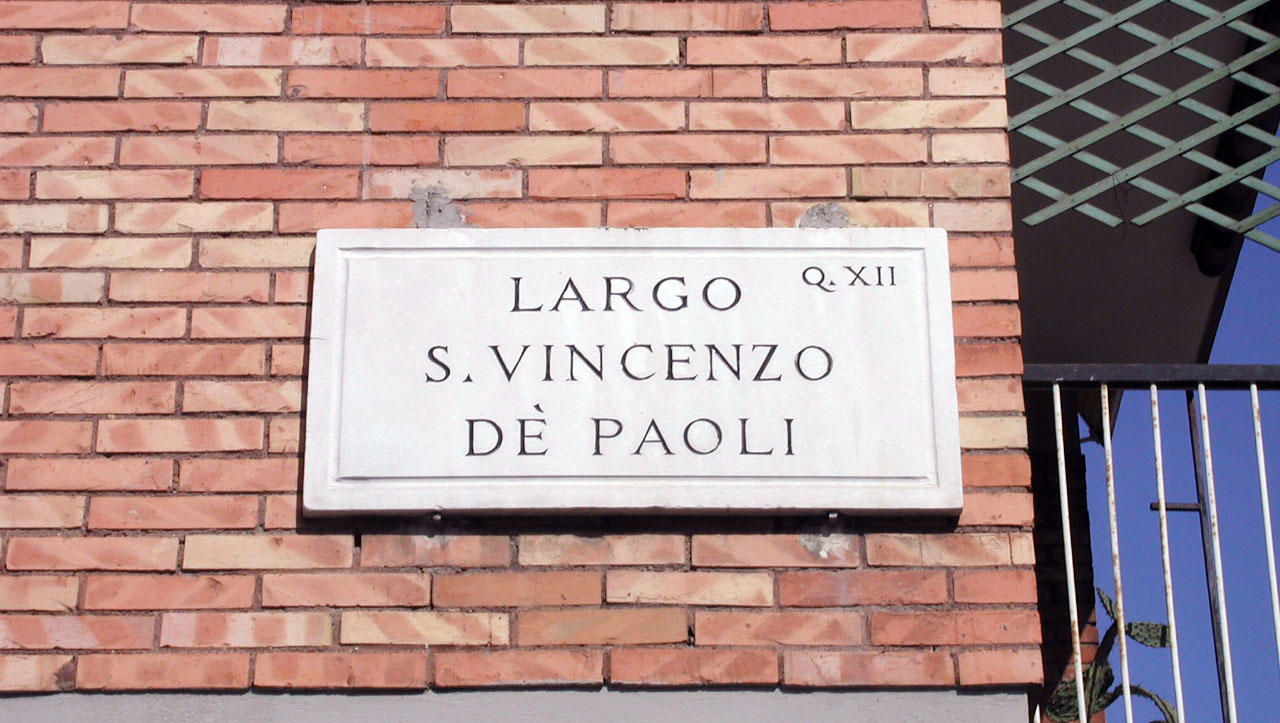 LARGO Q. XII
S. VINCENZO
DÈ PAOLI